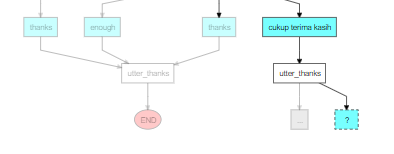 thanks
enough
thanks
cukup terima kasih
utter_thanks
utter_thanks
END
...
?